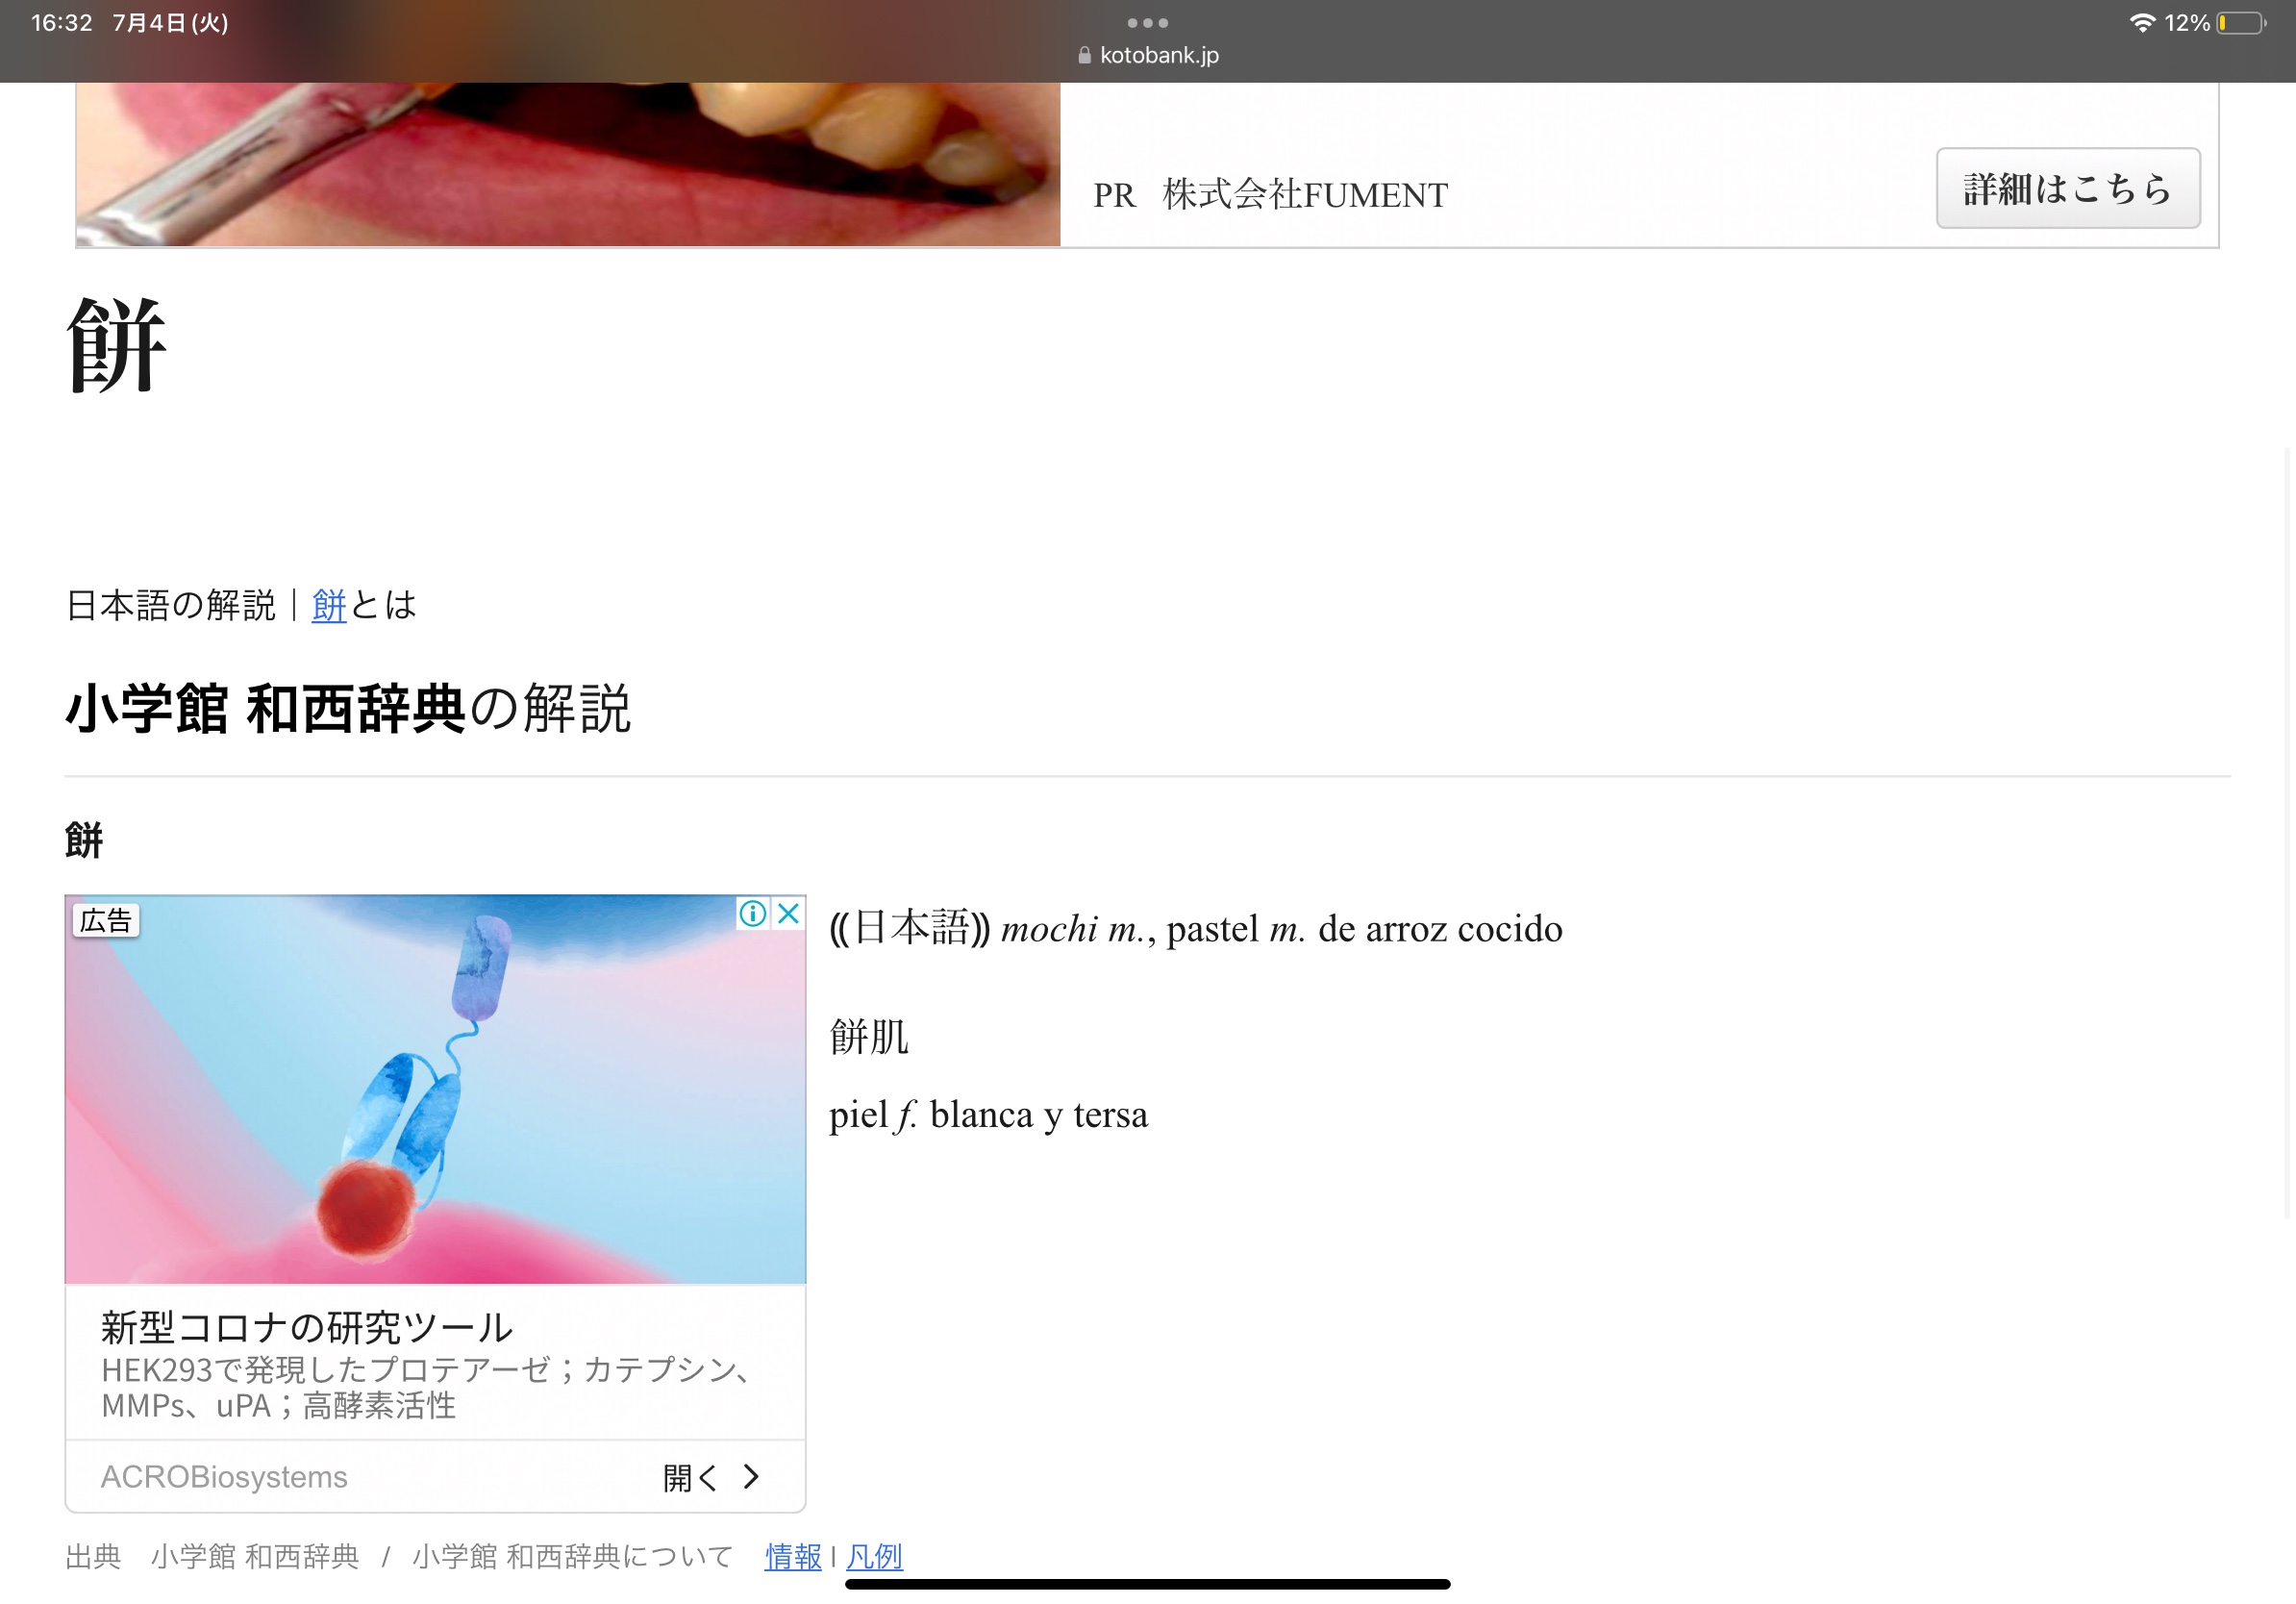 16:32 7月4日(火)
12%
kotobank.jp
PR 株式会社FUMENT
詳細はこちら
餅
日本語の解説|餅とは
小学館 和西辞典の解説
餅
広告
((日本語)) mochi m., pastel m. de arroz cocido
餅肌
piel f. blanca y tersa
新型コロナの研究ツール
HEK293で発現したプロテアーゼ；カテプシン、
MMPs、uPA；高酵素活性
ACROBiosystems
開く
出典 小学館 和西辞典 / 小学館 和西辞典について 情報 | 凡例